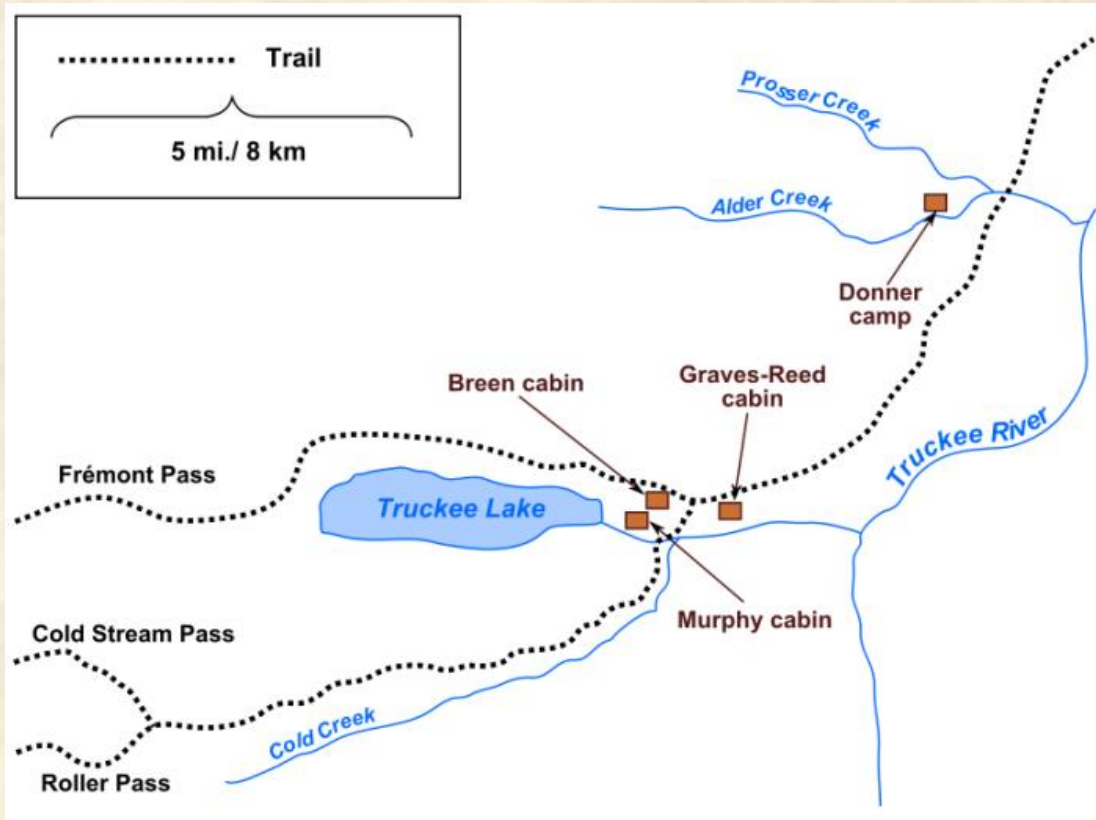 Trail
5 mi./ 8 km
Prosser Creek
Alder Creek
Donner
camp
Breen cabin
Graves-Reed
cabin
Truckee River
Frémont Pass
Truckee Lake
Cold Stream Pass
Murphy cabin
Cold Creek
Roller Pass